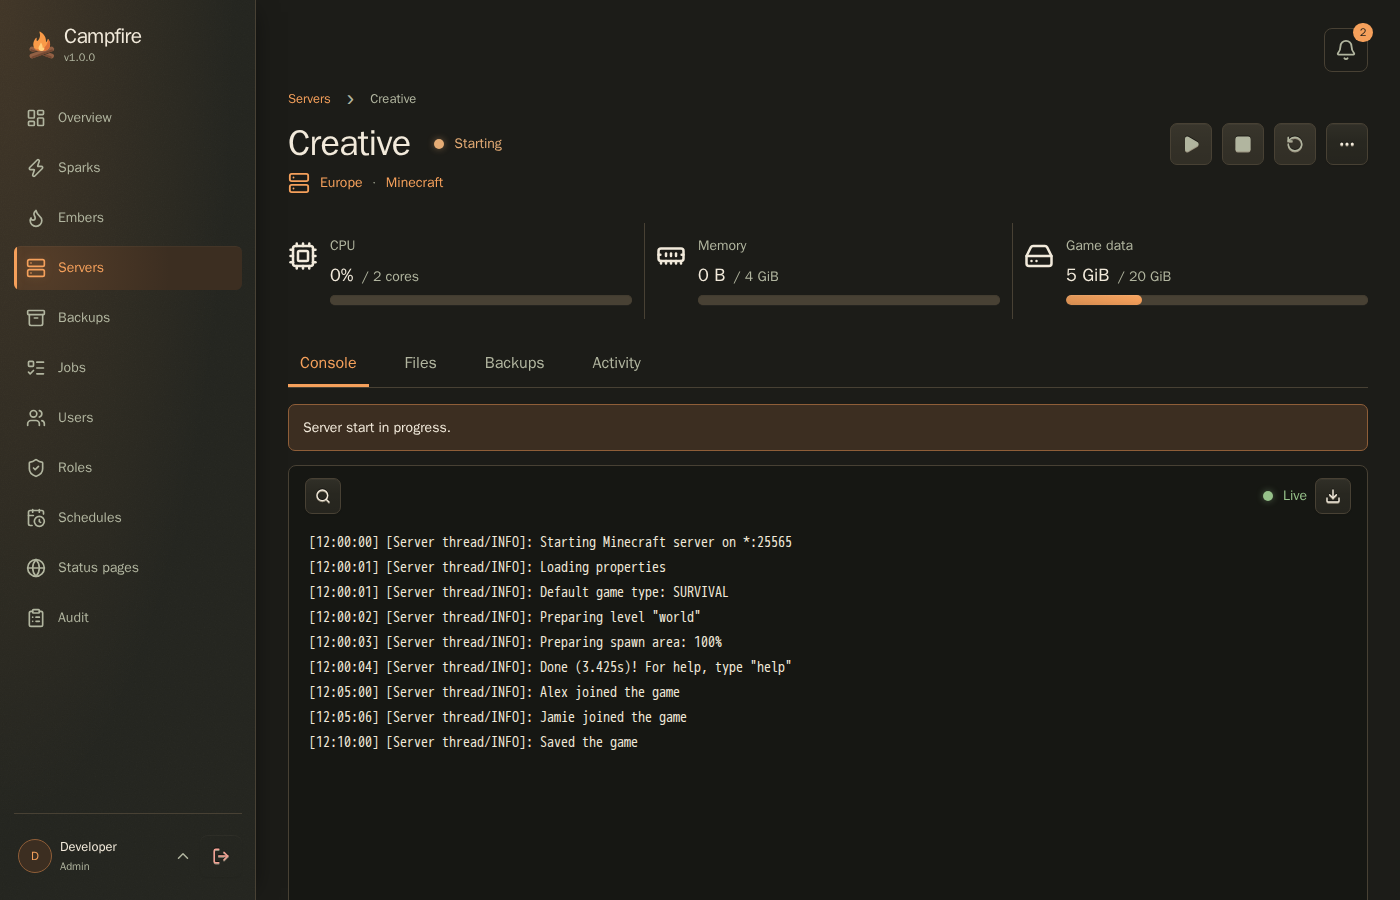 Campfire
v1.0.0
Overview
Sparks
Embers
Servers
Backups
Jobs
Users
Roles
Schedules
Status pages
Audit
D
Developer
Admin
2
Servers
Creative
Creative
Starting
Europe · Minecraft
CPU
0% / 2 cores
Memory
0 B / 4 GiB
Game data
5 GiB / 20 GiB
Console
Files
Backups
Activity
Server start in progress.
Live
[12:00:00] [Server thread/INFO]: Starting Minecraft server on *:25565
[12:00:01] [Server thread/INFO]: Loading properties
[12:00:01] [Server thread/INFO]: Default game type: SURVIVAL
[12:00:02] [Server thread/INFO]: Preparing level "world"
[12:00:03] [Server thread/INFO]: Preparing spawn area: 100%
[12:00:04] [Server thread/INFO]: Done (3.425s)! For help, type "help"
[12:05:00] [Server thread/INFO]: Alex joined the game
[12:05:06] [Server thread/INFO]: Jamie joined the game
[12:10:00] [Server thread/INFO]: Saved the game